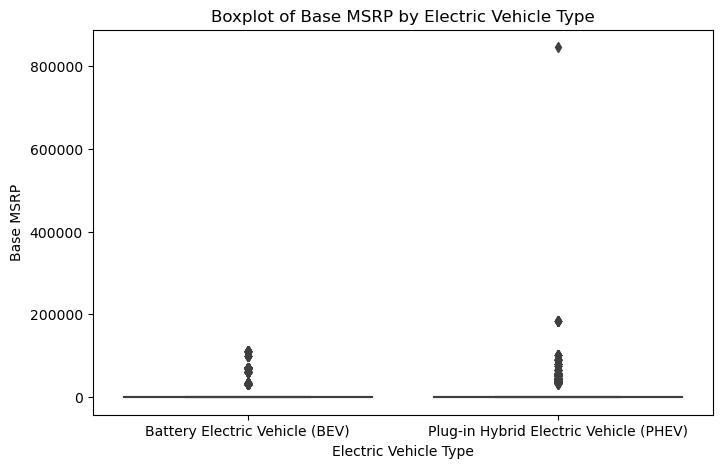 Boxplot of Base MSRP by Electric Vehicle Type
800000
600000
400000
200000
0
Base MSRP
Battery Electric Vehicle (BEV)
Plug-in Hybrid Electric Vehicle (PHEV)
Electric Vehicle Type